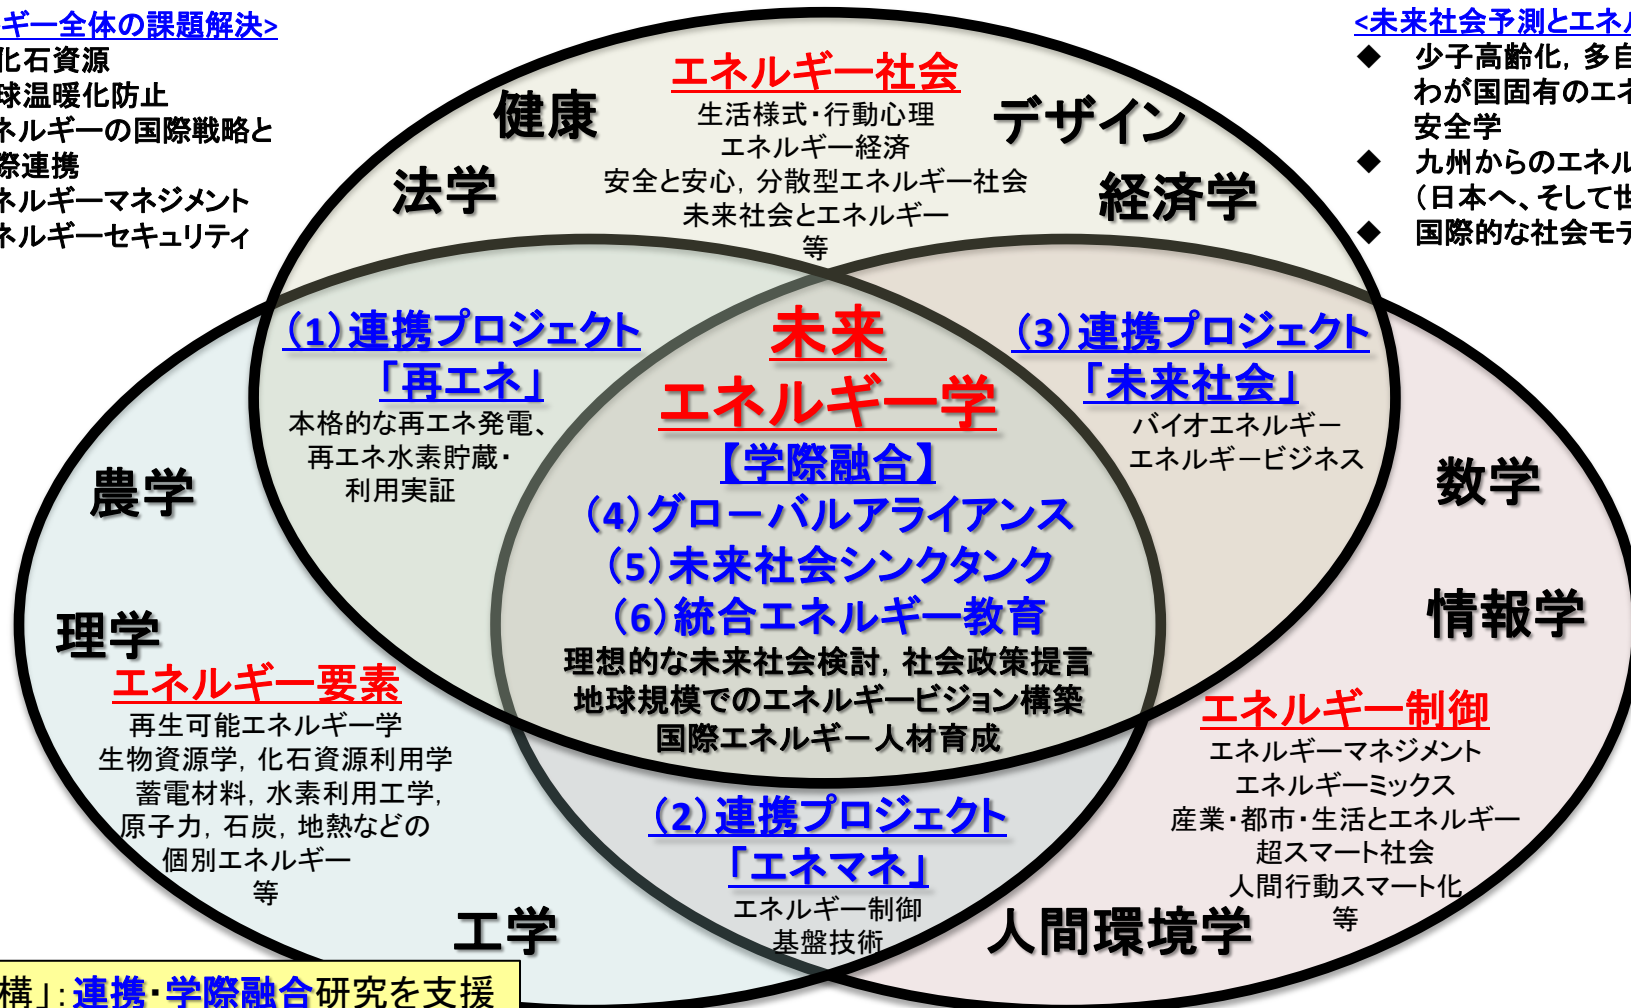 ギー全体の課題解決>
化石資源
球温暖化防止
ネルギーの国際戦略と
際連携
ネルギーマネジメント
ネルギーセキュリティ
<未来社会予測とエネル
◆ 少子高齢化, 多自
わが国固有のエネ
安全学
◆ 九州からのエネル
（日本へ、そして世
◆ 国際的な社会モデ
エネルギー社会
生活様式・行動心理
エネルギー経済
安全と安心, 分散型エネルギー社会
未来社会とエネルギー
等
健康
法学
デザイン
経済学
（1）連携プロジェクト
「再エネ」
本格的な再エネ発電、
再エネ水素貯蔵・
利用実証
未来
エネルギー学
【学際融合】
（4）グローバルアライアンス
（5）未来社会シンクタンク
（6）統合エネルギー教育
理想的な未来社会検討, 社会政策提言
地球規模でのエネルギービジョン構築
国際エネルギー人材育成
（3）連携プロジェクト
「未来社会」
バイオエネルギー
エネルギービジネス
農学
理学
エネルギー要素
再生可能エネルギー学
生物資源学, 化石資源利用学
蓄電材料, 水素利用工学,
原子力, 石炭, 地熱などの
個別エネルギー
等
工学
（2）連携プロジェクト
「エネマネ」
エネルギー制御
基盤技術
数学
情報学
エネルギー制御
エネルギーマネジメント
エネルギーミックス
産業・都市・生活とエネルギー
超スマート社会
人間行動スマート化
等
人間環境学
構」：連携・学際融合研究を支援